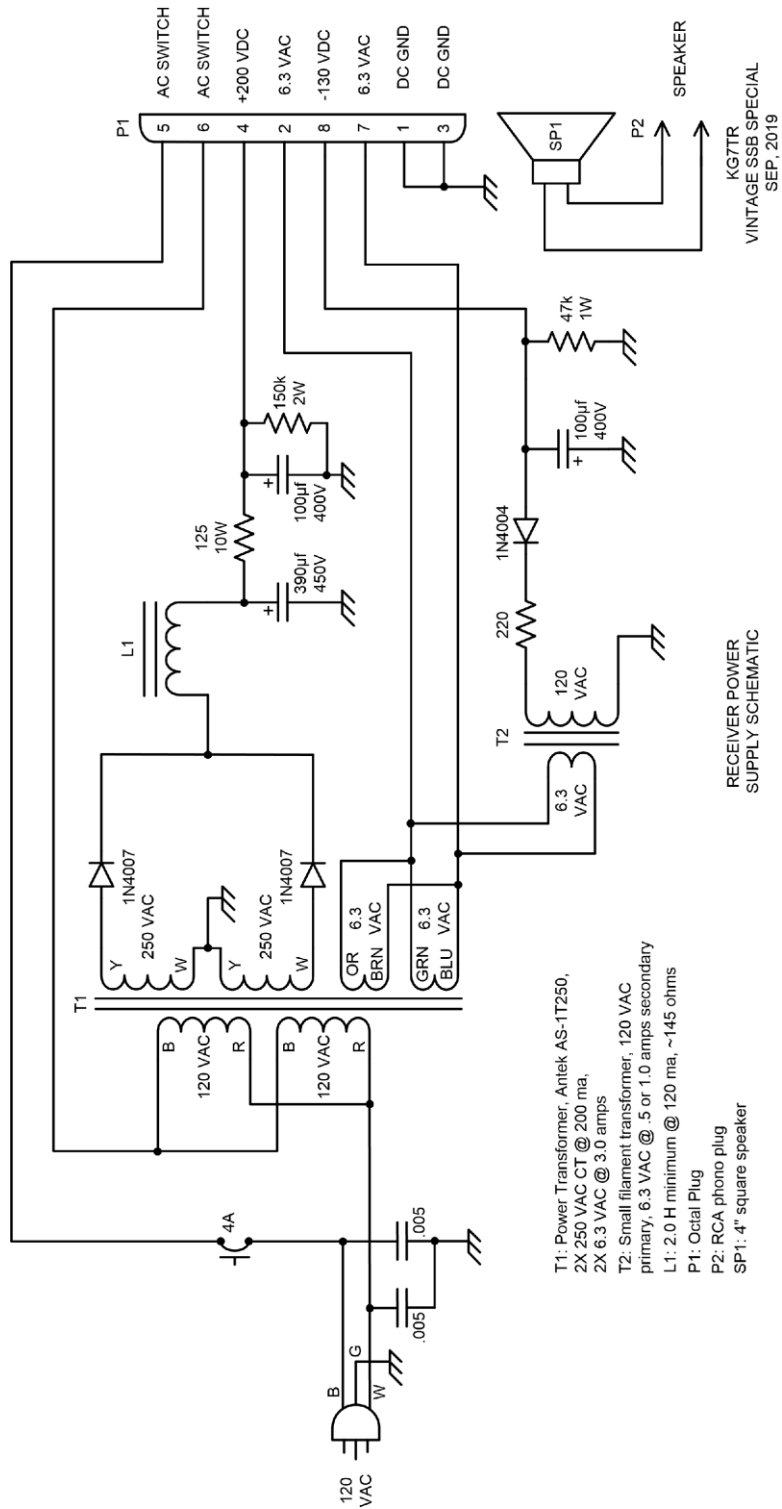 120
VAC
B
G
W
.005
.005
4A
120 VAC
B
R
120 VAC
B
R
T1
Y
250 VAC
W
Y
250 VAC
W
OR
BRN
6.3
VAC
GRN
BLU
6.3
VAC
1N4007
1N4007
L1
125
10W
390µf
450V
+
100µf
400V
+
150k
2W
T2
6.3
VAC
120
VAC
220
1N4004
100µf
400V
+
47k
1W
P1
5
AC SWITCH
6
AC SWITCH
4
+200 VDC
2
6.3 VAC
8
-130 VDC
7
6.3 VAC
1
DC GND
3
DC GND
SP1
P2
SPEAKER
T1: Power Transformer, Antek AS-1T250,
2X 250 VAC CT @ 200 ma,
2X 6.3 VAC @ 3.0 amps
T2: Small filament transformer, 120 VAC
primary, 6.3 VAC @ .5 or 1.0 amps secondary
L1: 2.0 H minimum @ 120 ma, ~145 ohms
P1: Octal Plug
P2: RCA phono plug
SP1: 4" square speaker
RECEIVER POWER
SUPPLY SCHEMATIC
KG7TR
VINTAGE SSB SPECIAL
SEP, 2019